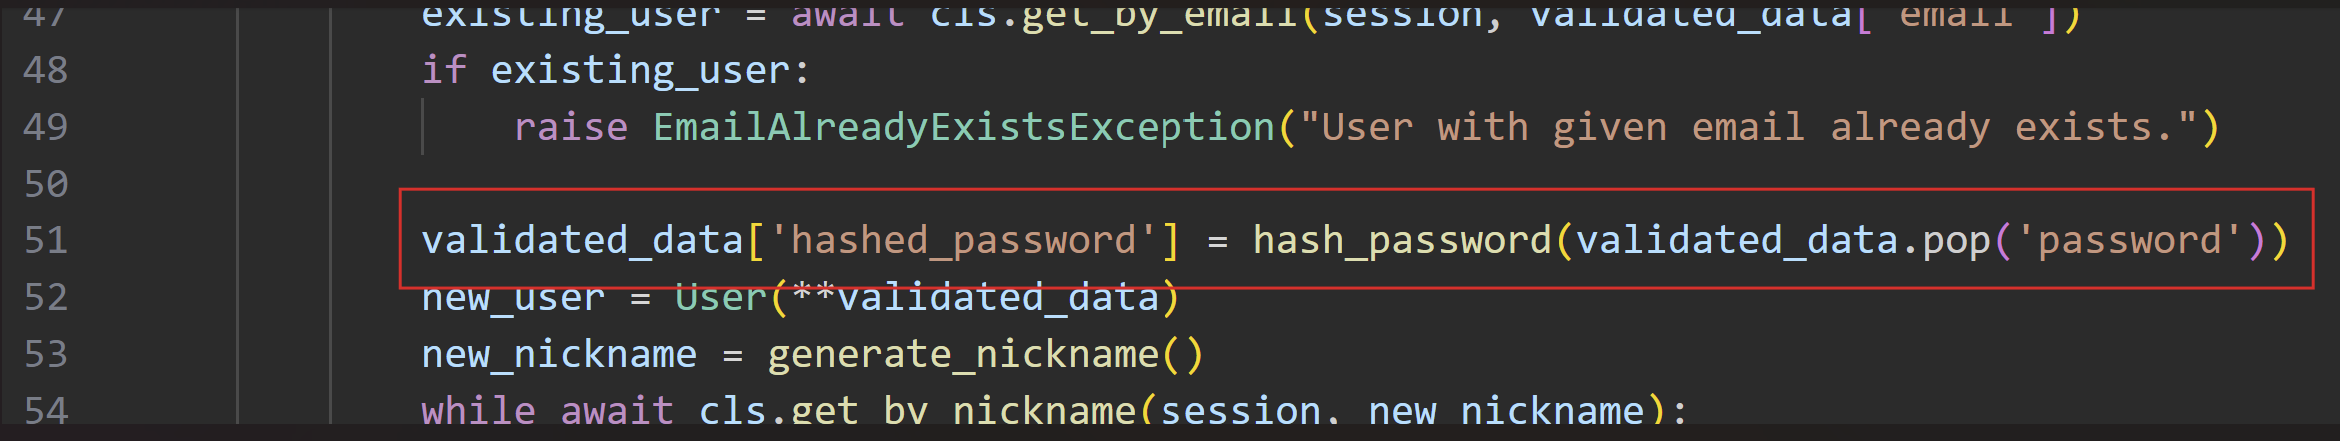 47 existing_user = await cls.get_by_email(session, validated_data['email'])
48 if existing_user:
49 raise EmailAlreadyExistsException("User with given email already exists.")
50
51 validated_data['hashed_password'] = hash_password(validated_data.pop('password'))
52 new_user = User(**validated_data)
53 new_nickname = generate_nickname()
54 while await cls.get_by_nickname(session, new_nickname):